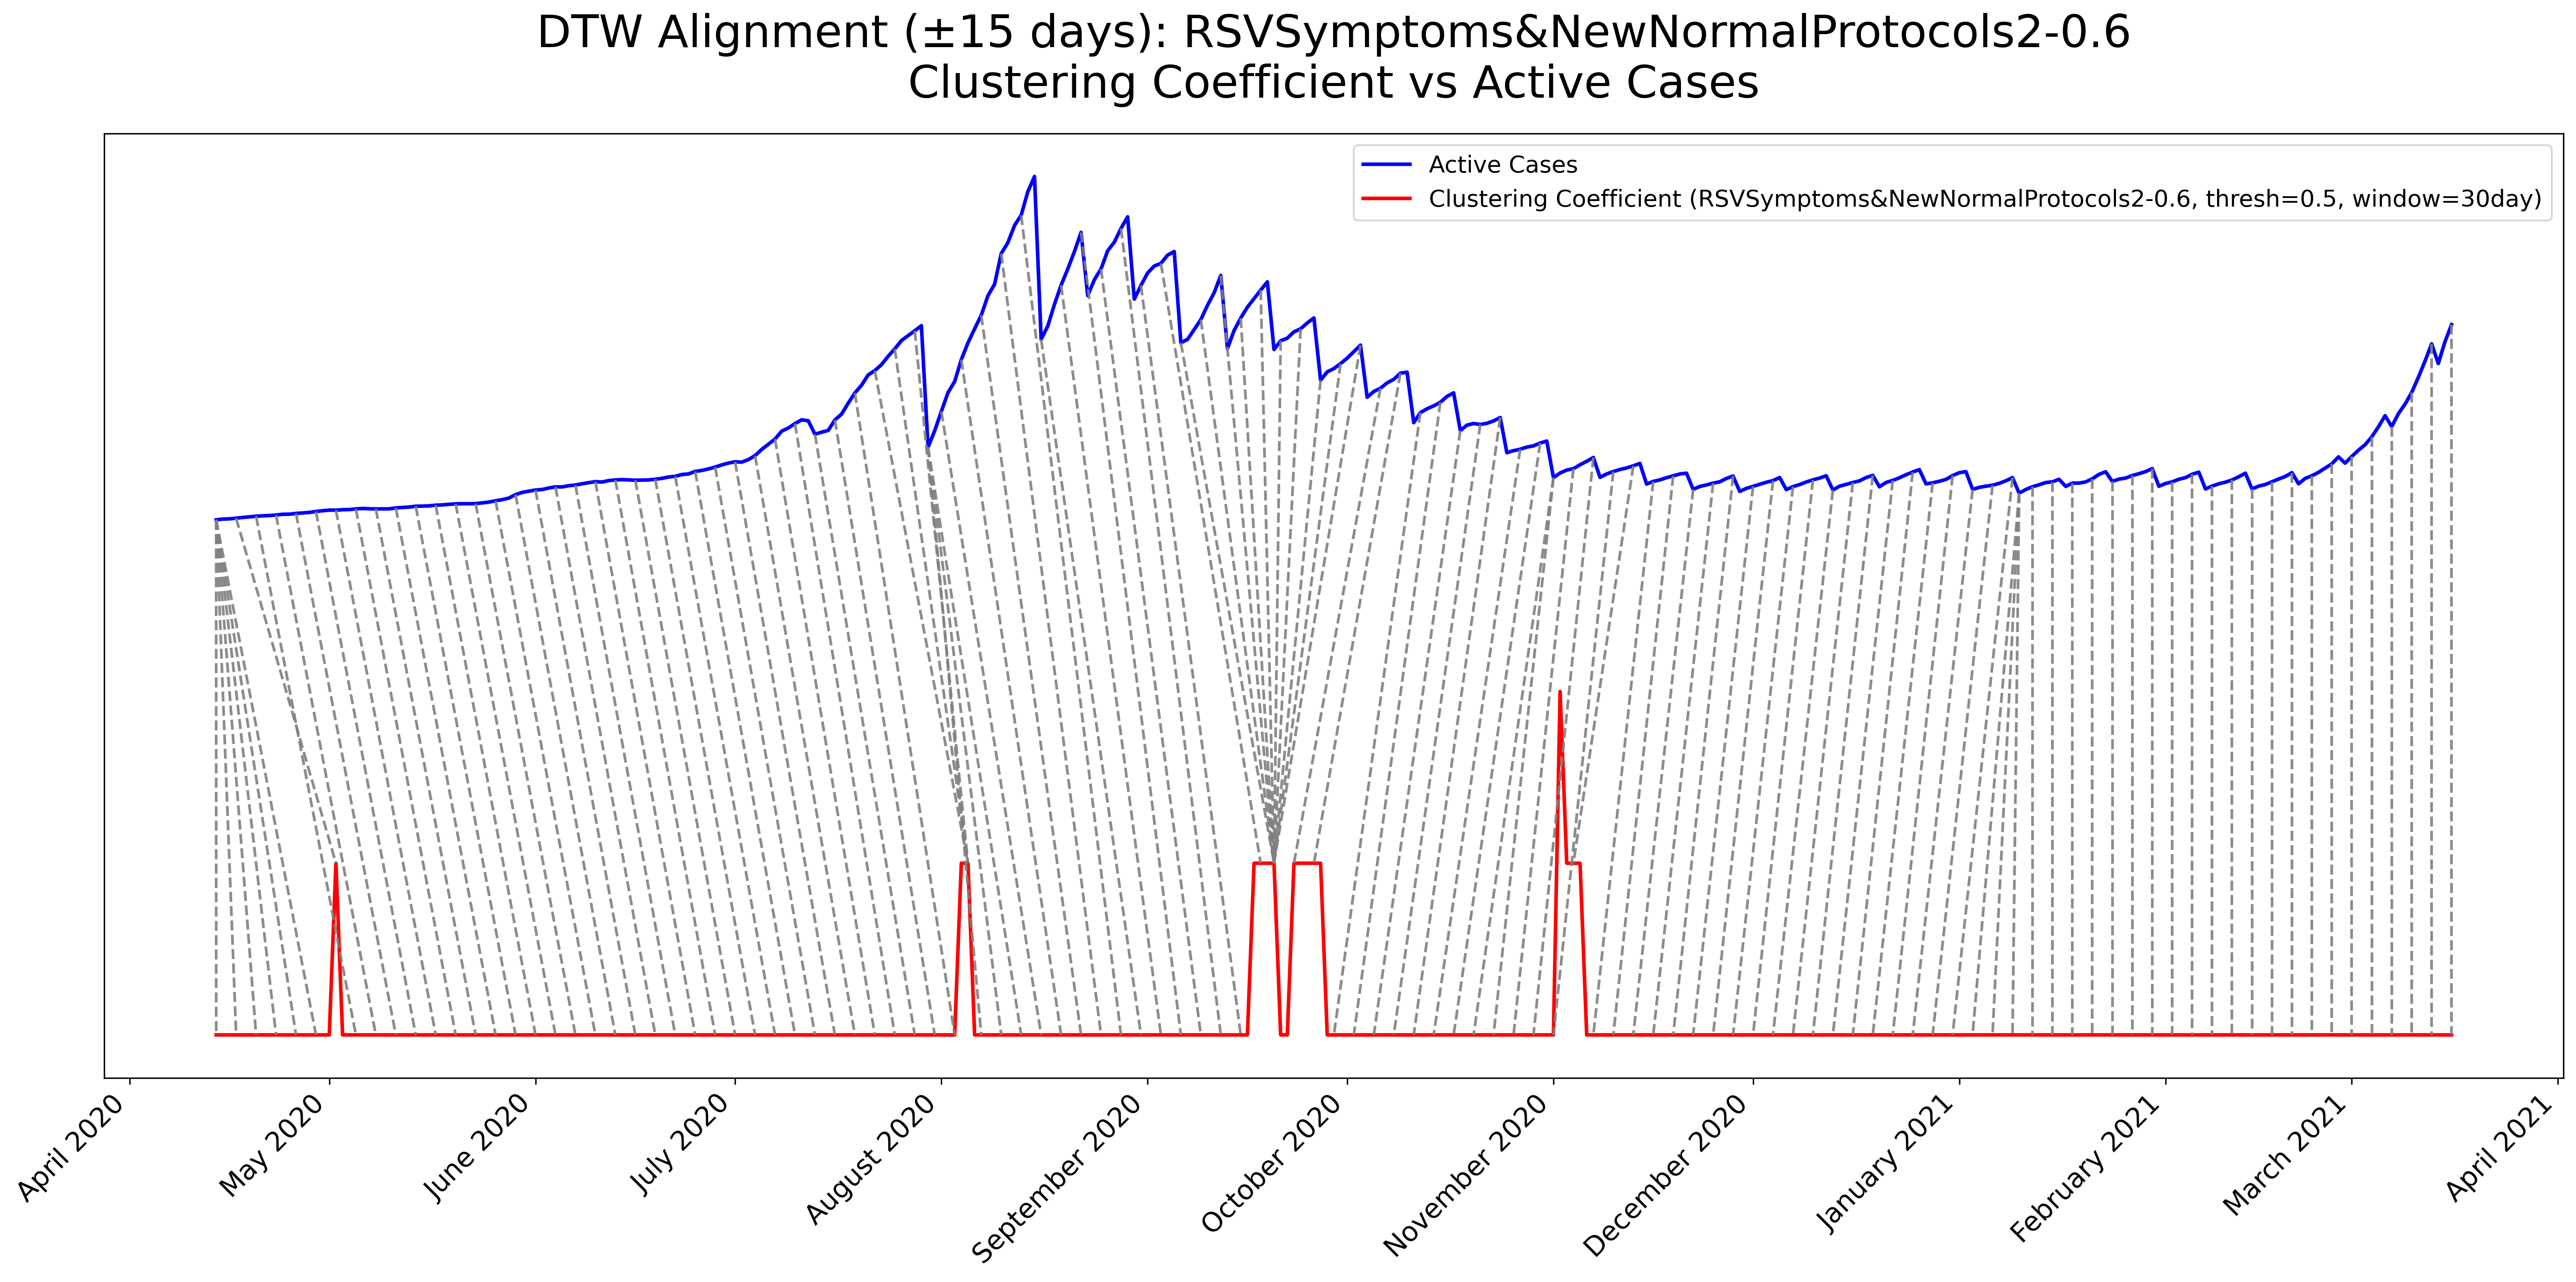 DTW Alignment (±15 days): RSVSymptoms&NewNormalProtocols2-0.6
Clustering Coefficient vs Active Cases
Active Cases
Clustering Coefficient (RSVSymptoms&NewNormalProtocols2-0.6, thresh=0.5, window=30day)
April 2020
May 2020
June 2020
July 2020
August 2020
September 2020
October 2020
November 2020
December 2020
January 2021
February 2021
March 2021
April 2021